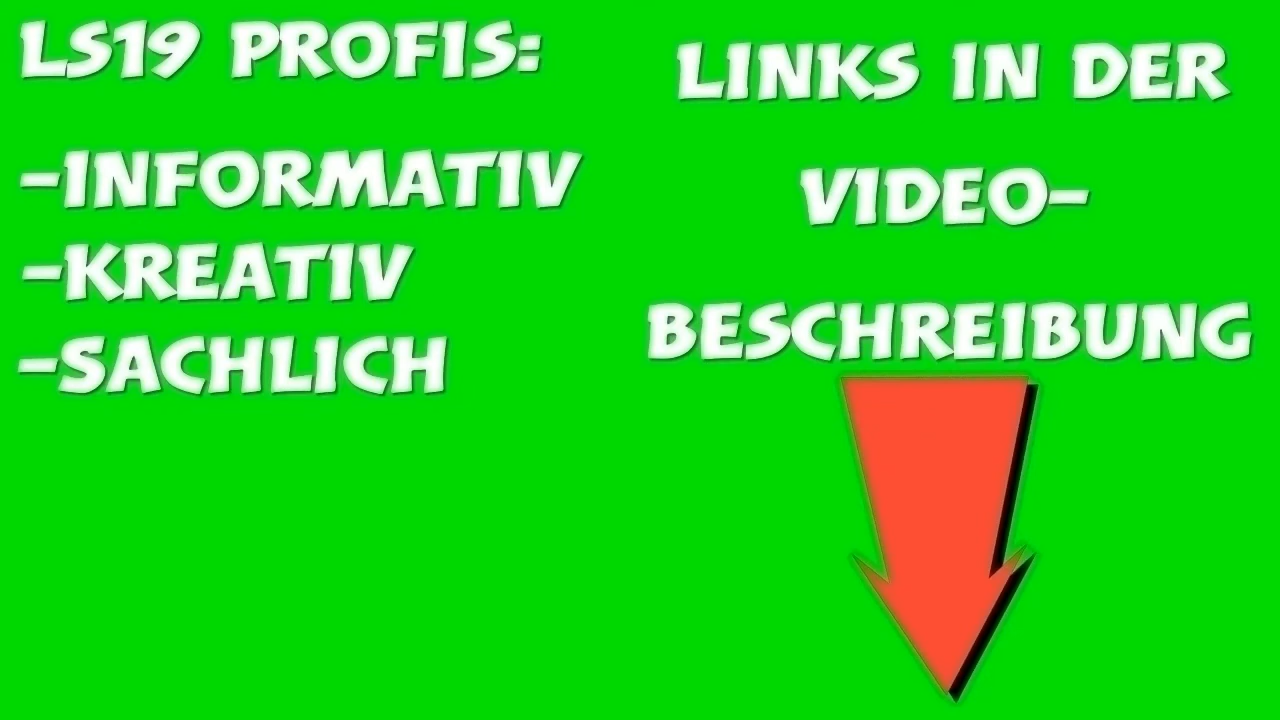 LS19 PROFIS:
-INFORMATIV
-KREATIV
-SACHLICH
LINKS IN DER
VIDEO-
BESCHREIBUNG